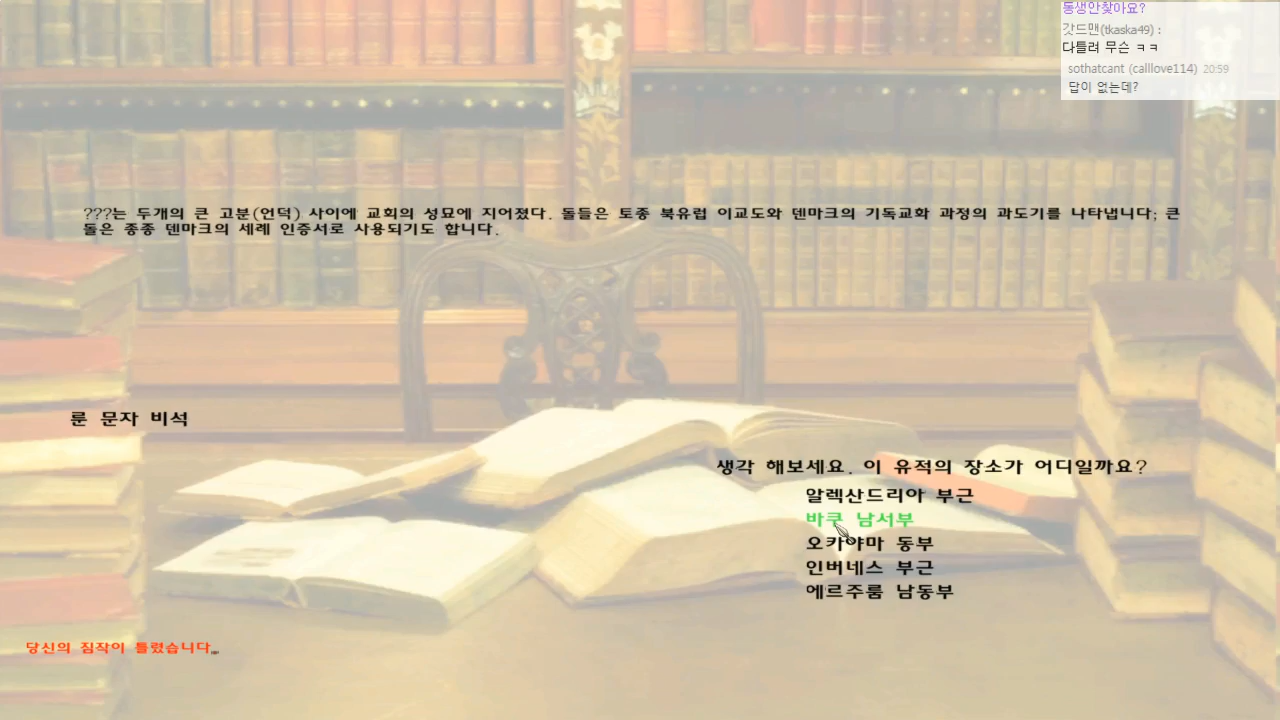 동생안찾아요?
갓드맨(tkaska49) :
다틀려 무슨 ㅋㅋ
sothatcant (calllove114) 20:59
답이 없는데?
???는 두개의 큰 고분(언덕) 사이에 교회의 성묘에 지어졌다. 돌들은 토종 북유럽 이교도와 덴마크의 기독교화 과정의 과도기를 나타냅니다; 큰
돌은 종종 덴마크의 세례 인증서로 사용되기도 합니다.
룬 문자 비석
생각 해보세요. 이 유적의 장소가 어디일까요?
알렉산드리아 부근
바쿠 남서부
오카야마 동부
인버네스 부근
에르주룸 남동부
당신의 짐작이 틀렸습니다